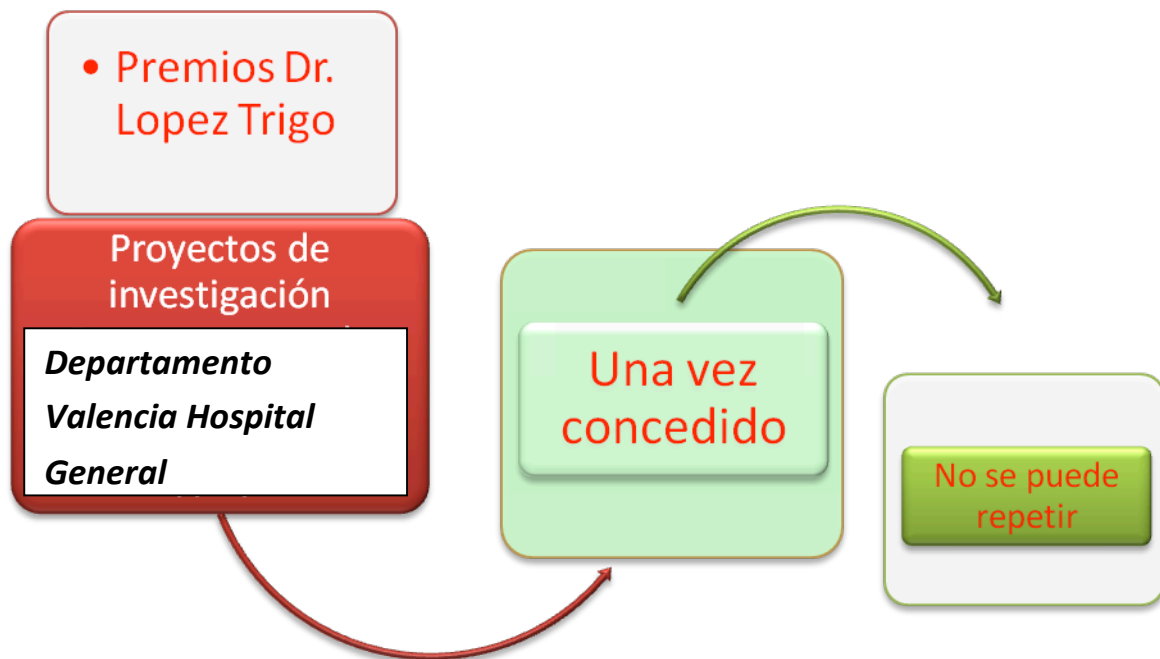 • Premios Dr.
Lopez Trigo
Proyectos de
investigación
Departamento
Valencia Hospital
General
Una vez
concedido
No se puede
repetir